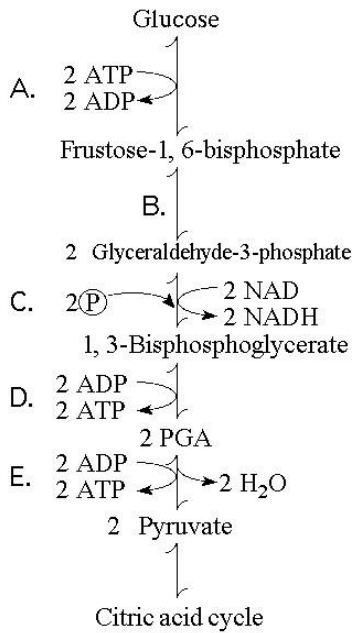 Glucose
A. 2 ATP
2 ADP
Frustose-1, 6-bisphosphate
B.
2 Glyceraldehyde-3-phosphate
C. 2 P 2 NAD
2 NADH
1, 3-Bisphosphoglycerate
D. 2 ADP
2 ATP
2 PGA
E. 2 ADP
2 ATP 2 H₂O
2 Pyruvate
Citric acid cycle